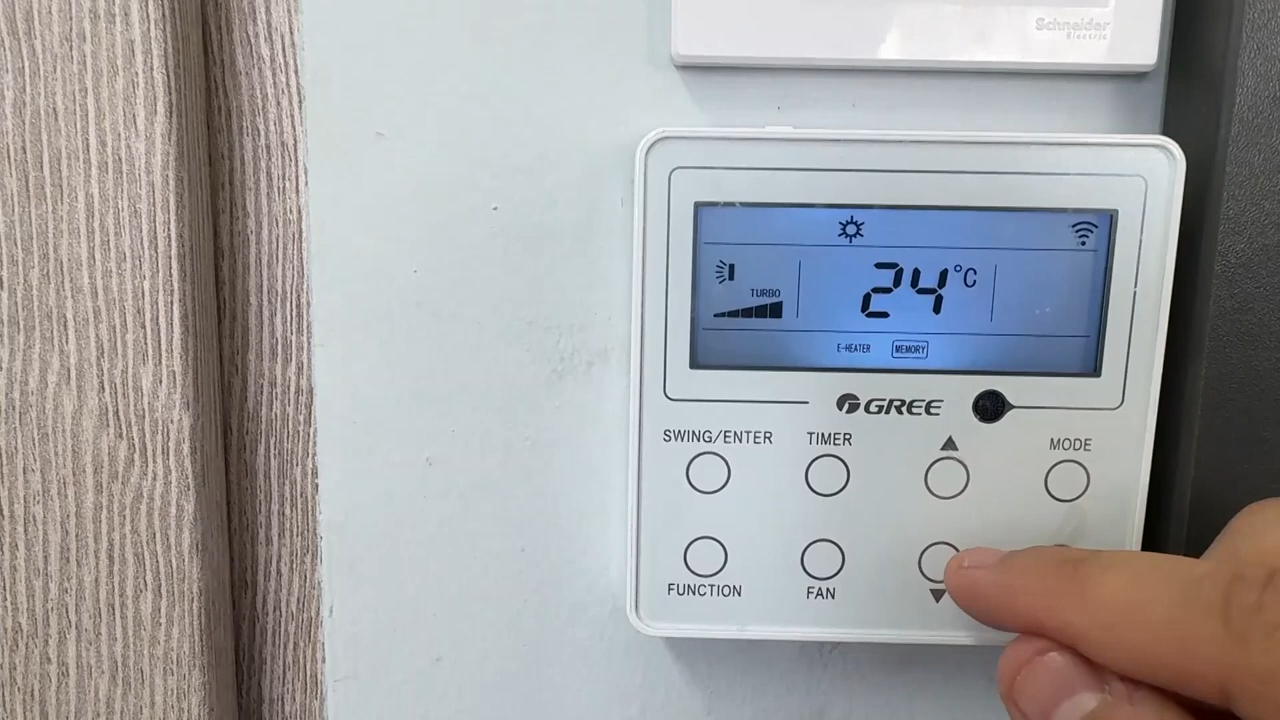 Schneider
Electric
TURBO
24°C
E-HEATER MEMORY
GREE
SWING/ENTER TIMER ▲ MODE
FUNCTION FAN ▼